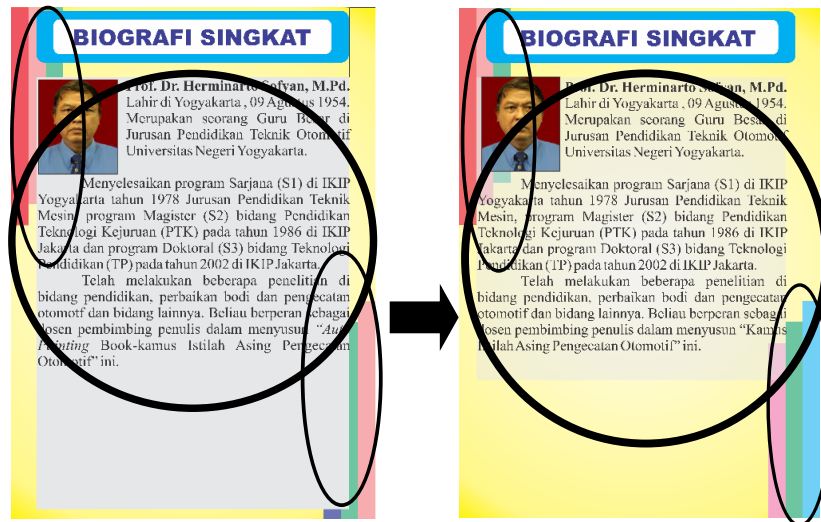 BIOGRAFI SINGKAT
Prof. Dr. Herminarto Sofyan, M.Pd.
Lahir di Yogyakarta , 09 Agustus 1954.
Merupakan seorang Guru Besar di
Jurusan Pendidikan Teknik Otomotif
Universitas Negeri Yogyakarta.
Menyelesaikan program Sarjana (S1) di IKIP
Yogyakarta tahun 1978 Jurusan Pendidikan Teknik
Mesin, program Magister (S2) bidang Pendidikan
Teknologi Kejuruan (PTK) pada tahun 1986 di IKIP
Jakarta dan program Doktoral (S3) bidang Teknologi
Pendidikan (TP) pada tahun 2002 di IKIP Jakarta.
Telah melakukan beberapa penelitian di
bidang pendidikan, perbaikan bodi dan pengecatan
otomotf dan bidang lainnya. Beliau berperan sebagai
dosen pembimbing penulis dalam menyusun “Auto
Painting Book-kamus Istilah Asing Pengecatan
Otomotif” ini.
BIOGRAFI SINGKAT
Prof. Dr. Herminarto Sofyan, M.Pd.
Lahir di Yogyakarta , 09 Agustus 1954.
Merupakan seorang Guru Besar di
Jurusan Pendidikan Teknik Otomotif
Universitas Negeri Yogyakarta.
Menyelesaikan program Sarjana (S1) di IKIP
Yogyakarta tahun 1978 Jurusan Pendidikan Teknik
Mesin, program Magister (S2) bidang Pendidikan
Teknologi Kejuruan (PTK) pada tahun 1986 di IKIP
Jakarta dan program Doktoral (S3) bidang Teknologi
Pendidikan (TP) pada tahun 2002 di IKIP Jakarta.
Telah melakukan beberapa penelitian di
bidang pendidikan, perbaikan bodi dan pengecatan
otomotif dan bidang lainnya. Beliau berperan sebagai
dosen pembimbing penulis dalam menyusun “Kamus
Istilah Asing Pengecatan Otomotif” ini.